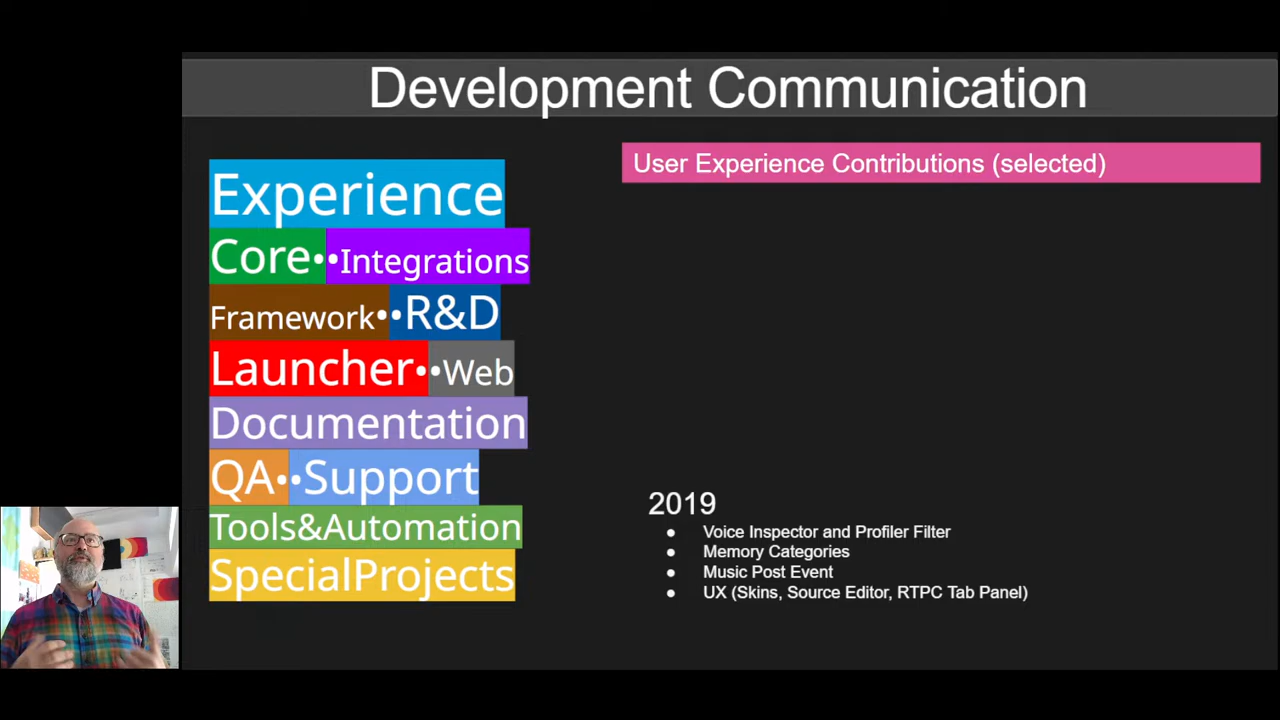 Development Communication
Experience
Core••Integrations
Framework••R&D
Launcher••Web
Documentation
QA••Support
Tools&Automation
SpecialProjects
User Experience Contributions (selected)
2019
● Voice Inspector and Profiler Filter
● Memory Categories
● Music Post Event
● UX (Skins, Source Editor, RTPC Tab Panel)